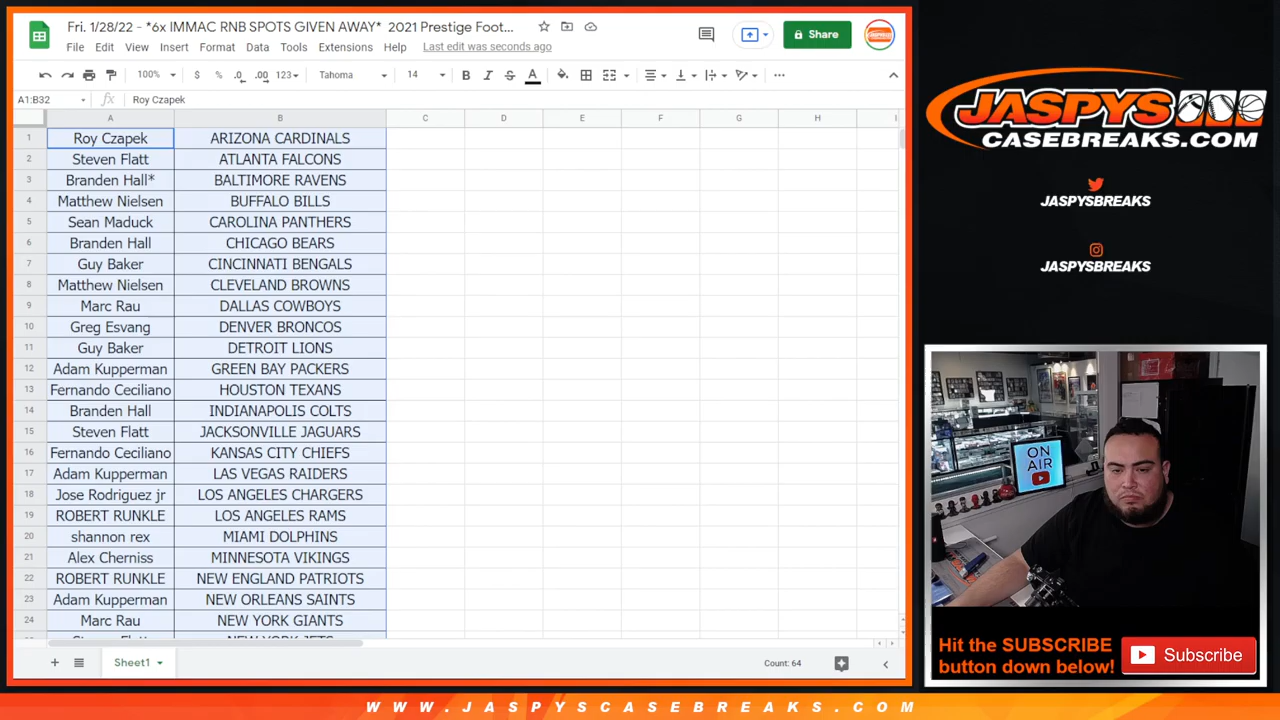 Fri. 1/28/22 - *6x IMMAC RNB SPOTS GIVEN AWAY* 2021 Prestige Foot...
File Edit View Insert Format Data Tools Extensions Help Last edit was seconds ago
Share
100% $ % .0 .00 123 Tahoma 14 B I S A
A1:B32 fx Roy Czapek
A B C D E F G H I
1 Roy Czapek ARIZONA CARDINALS
2 Steven Flatt ATLANTA FALCONS
3 Branden Hall* BALTIMORE RAVENS
4 Matthew Nielsen BUFFALO BILLS
5 Sean Maduck CAROLINA PANTHERS
6 Branden Hall CHICAGO BEARS
7 Guy Baker CINCINNATI BENGALS
8 Matthew Nielsen CLEVELAND BROWNS
9 Marc Rau DALLAS COWBOYS
10 Greg Esvang DENVER BRONCOS
11 Guy Baker DETROIT LIONS
12 Adam Kupperman GREEN BAY PACKERS
13 Fernando Ceciliano HOUSTON TEXANS
14 Branden Hall INDIANAPOLIS COLTS
15 Steven Flatt JACKSONVILLE JAGUARS
16 Fernando Ceciliano KANSAS CITY CHIEFS
17 Adam Kupperman LAS VEGAS RAIDERS
18 Jose Rodriguez jr LOS ANGELES CHARGERS
19 ROBERT RUNKLE LOS ANGELES RAMS
20 shannon rex MIAMI DOLPHINS
21 Alex Cherniss MINNESOTA VIKINGS
22 ROBERT RUNKLE NEW ENGLAND PATRIOTS
23 Adam Kupperman NEW ORLEANS SAINTS
24 Marc Rau NEW YORK GIANTS
Sheet1
Count: 64
JASPYS
CASEBREAKS.COM
JASPYSBREAKS
JASPYSBREAKS
ON
AIR
Hit the SUBSCRIBE
button down below!
Subscribe
WWW.JASPYSCASEBREAKS.COM